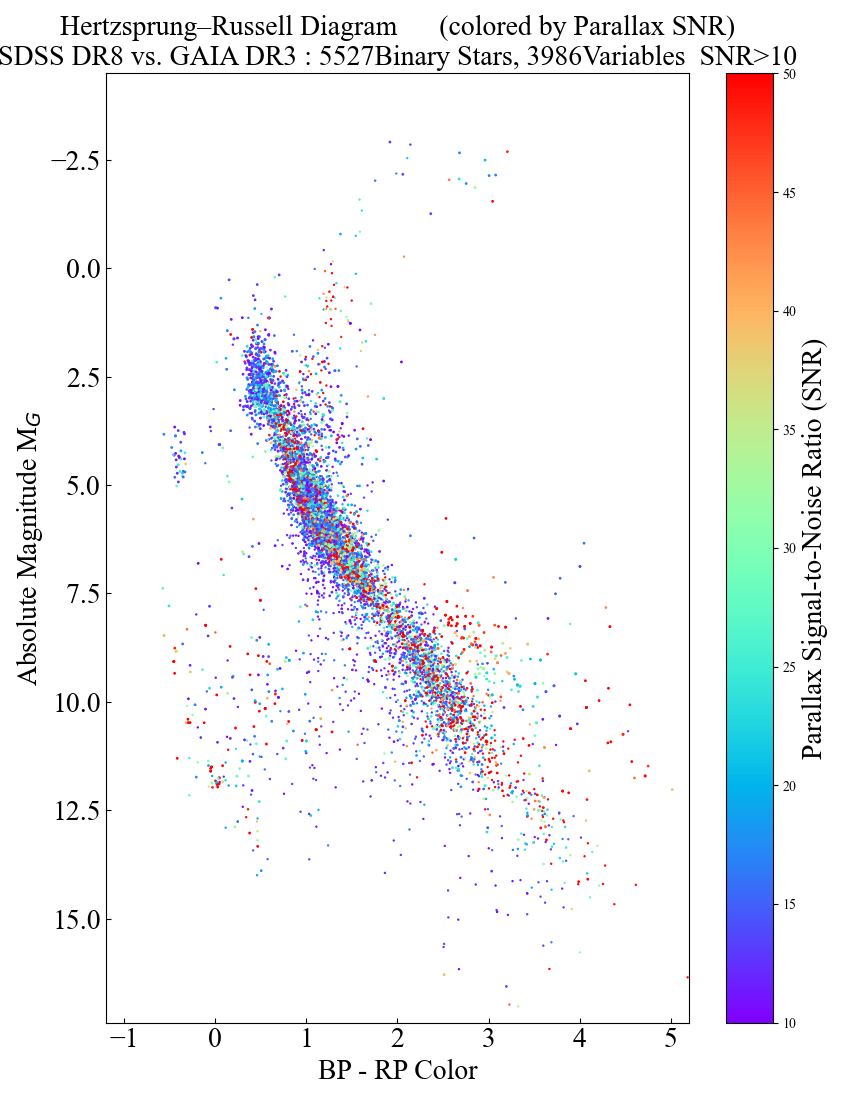 Hertzsprung–Russell Diagram (colored by Parallax SNR)
SDSS DR8 vs. GAIA DR3 : 5527Binary Stars, 3986Variables SNR>10
−2.5
0.0
2.5
5.0
7.5
10.0
12.5
15.0
Absolute Magnitude M_G
−1 0 1 2 3 4 5
BP - RP Color
50
45
40
35
30
25
20
15
10
Parallax Signal-to-Noise Ratio (SNR)